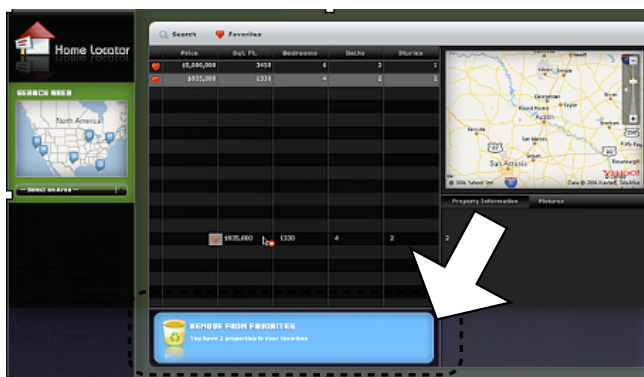 Home Locator
Search Favorites
Price Sqt. Ft. Bedrooms Baths Stories
$5,000,000 3450 6 3 1
$935,000 1330 4 2 2
SEARCH AREA
North America
-- Select an Area --
Austin
San Antonio
YAHOO!
Property Information Pictures
$935,000 1330 4 2 2
REMOVE FROM FAVORITES
You have 2 properties in your favorites